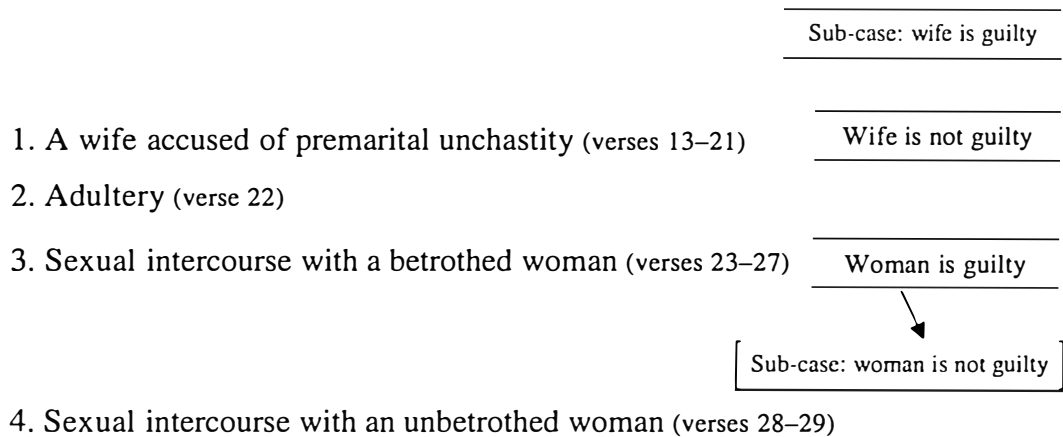 Sub-case: wife is guilty
1. A wife accused of premarital unchastity (verses 13–21) Wife is not guilty
2. Adultery (verse 22)
3. Sexual intercourse with a betrothed woman (verses 23–27) Woman is guilty
Sub-case: woman is not guilty
4. Sexual intercourse with an unbetrothed woman (verses 28–29)